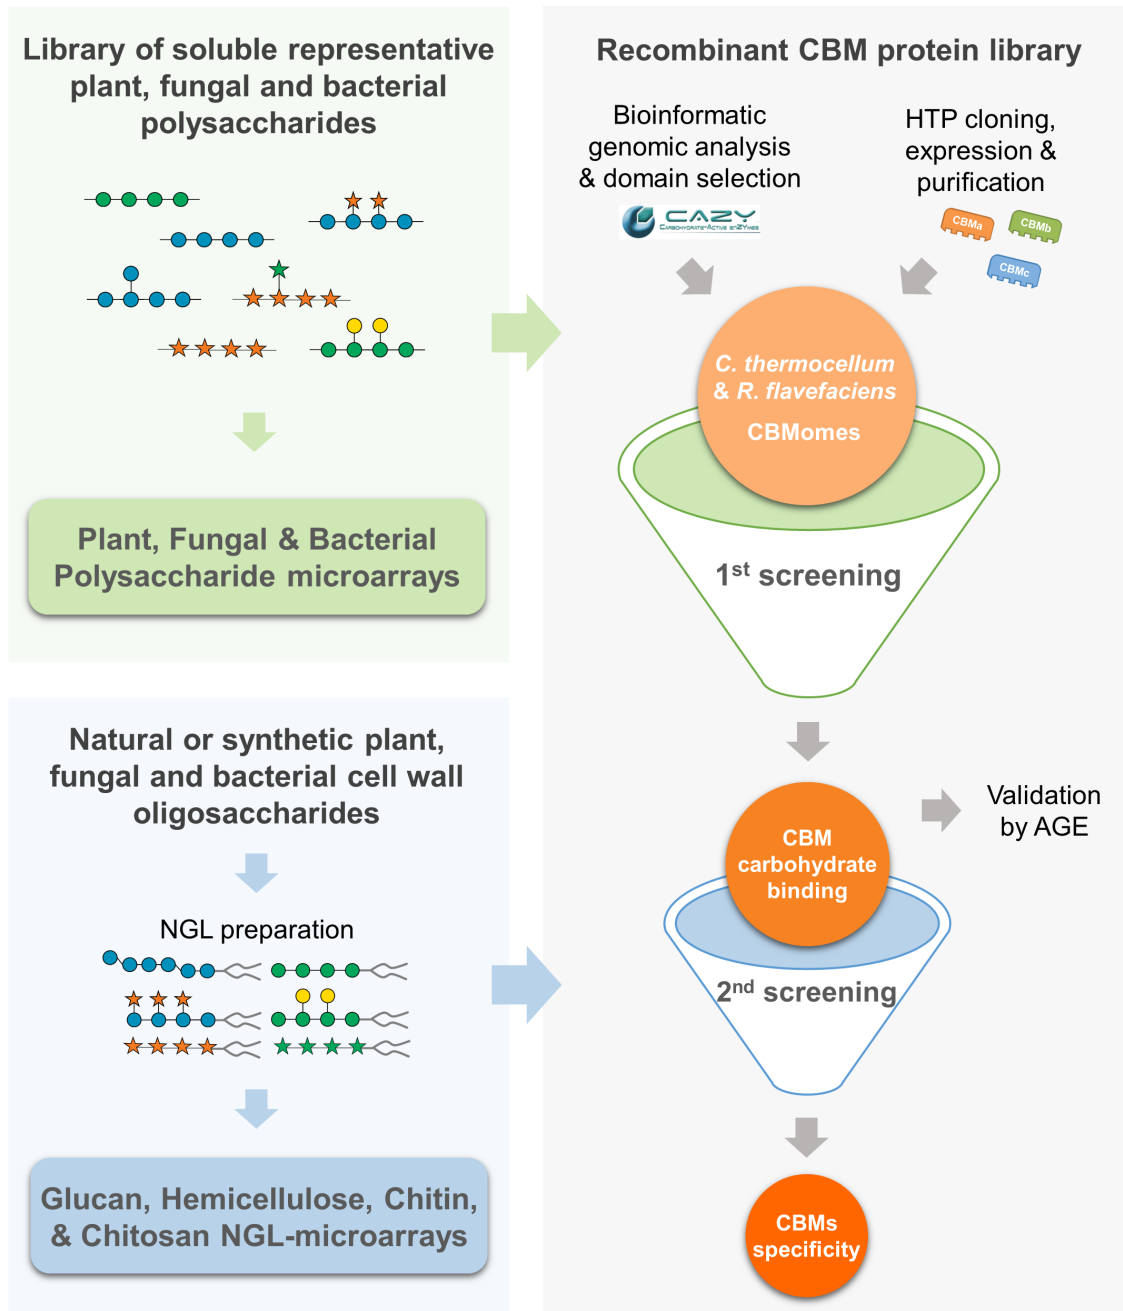 Library of soluble representative
plant, fungal and bacterial
polysaccharides
Plant, Fungal & Bacterial
Polysaccharide microarrays
Natural or synthetic plant,
fungal and bacterial cell wall
oligosaccharides
NGL preparation
Glucan, Hemicellulose, Chitin,
& Chitosan NGL-microarrays
Recombinant CBM protein library
Bioinformatic
genomic analysis
& domain selection
CAZY
CARBOHYDRATE-ACTIVE ENZYMES
HTP cloning,
expression &
purification
CBMa
CBMb
CBMc
C. thermocellum
& R. flavefaciens
CBMomes
1st screening
CBM
carbohydrate
binding
Validation
by AGE
2nd screening
CBMs
specificity